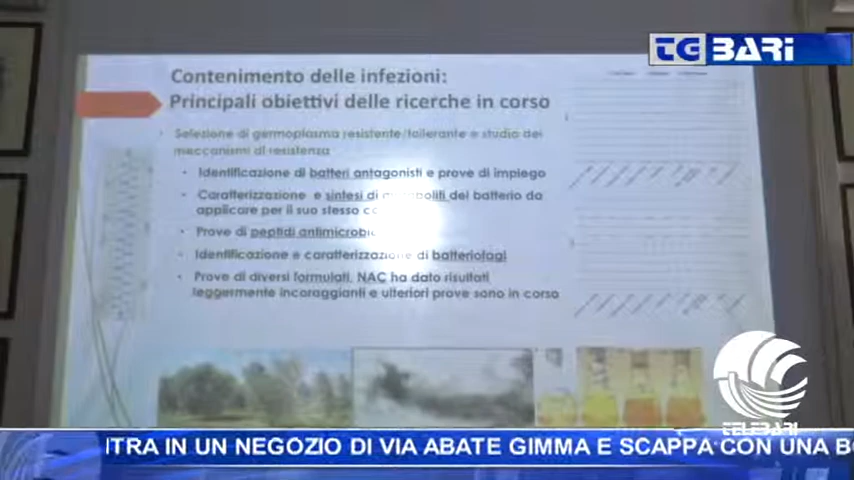 TG BARI
Contenimento delle infezioni:
Principali obiettivi delle ricerche in corso
Selezione di germoplasma resistente/tollerante e studio dei
meccanismi di resistenza
• Identificazione di batteri antagonisti e prove di impiego
• Caratterizzazione e sintesi di del batterio da
applicare per il suo stesso
• Prove di peptidi antimicrobici
• Identificazione e caratterizzazione di batteriofagi
• Prove di diversi formulati, NAC ha dato risultati
leggermente incoraggianti e ulteriori prove sono in corso
TELEBARI
ITRA IN UN NEGOZIO DI VIA ABATE GIMMA E SCAPPA CON UNA B